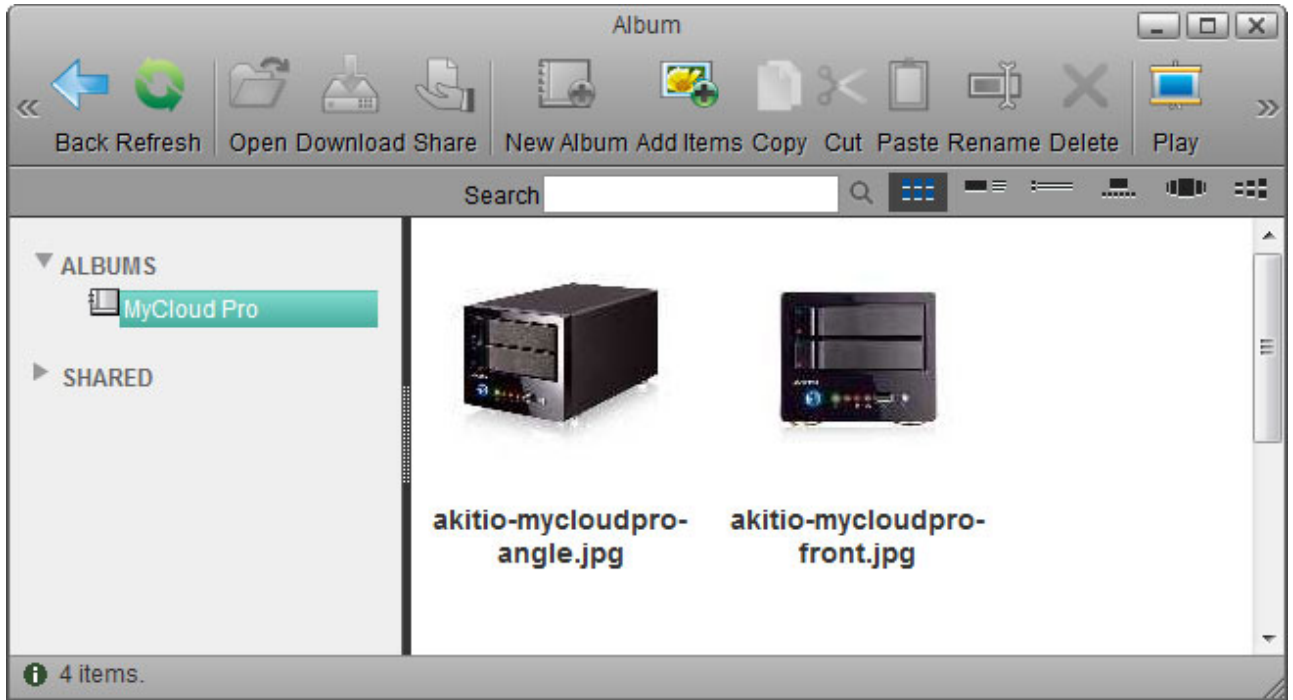 Album
Back Refresh Open Download Share New Album Add Items Copy Cut Paste Rename Delete Play
Search
ALBUMS
MyCloud Pro
SHARED
akitio-mycloudpro-
angle.jpg
akitio-mycloudpro-
front.jpg
4 items.